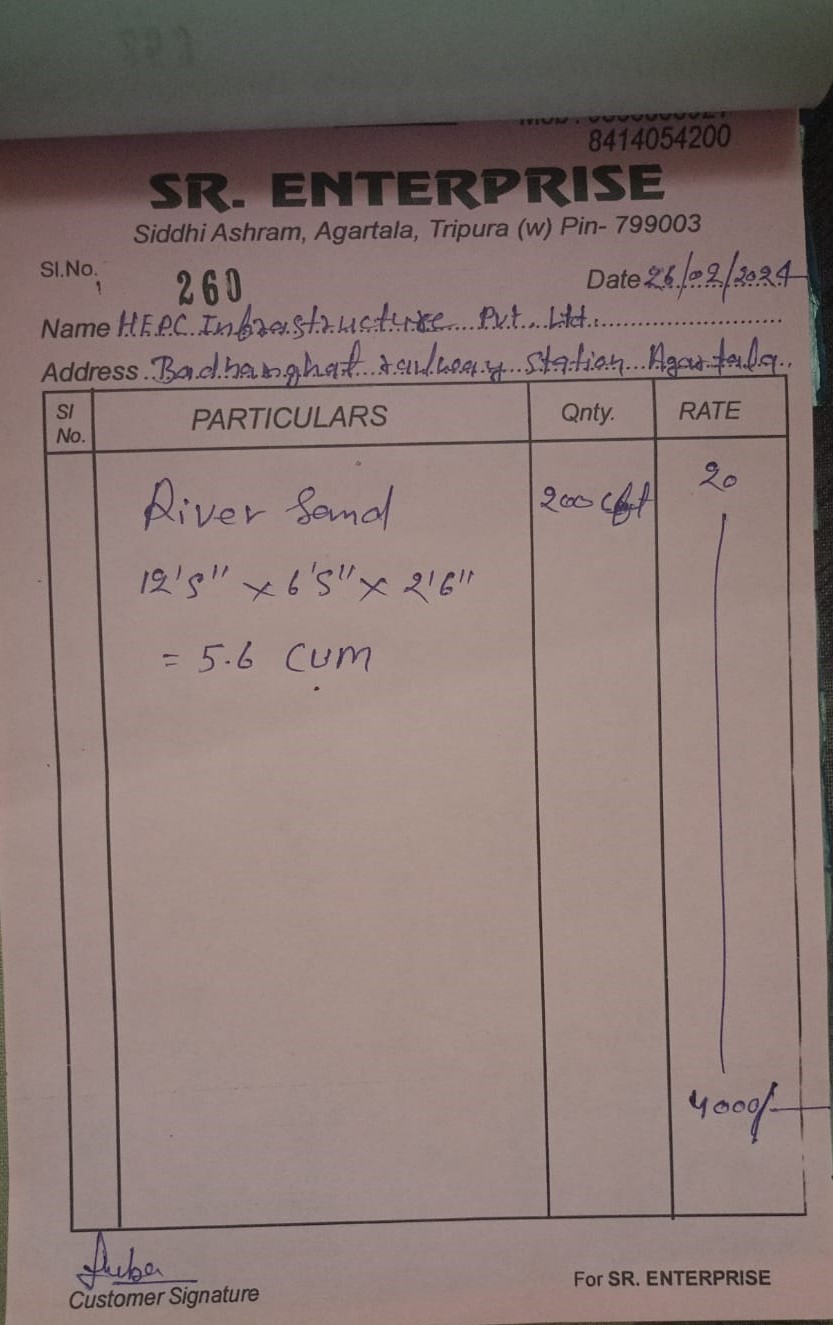 8414054200
SR. ENTERPRISE
Siddhi Ashram, Agartala, Tripura (w) Pin- 799003
Sl.No. 260 Date 26/02/2024
Name HEPC Infrastructure Pvt. Ltd.
Address Badharghat railway station Agartala
Sl No. PARTICULARS Qnty. RATE
River Sand 200 cft 20
12'5" x 6'5" x 2'6"
= 5.6 CUM
4000/-
Customer Signature For SR. ENTERPRISE